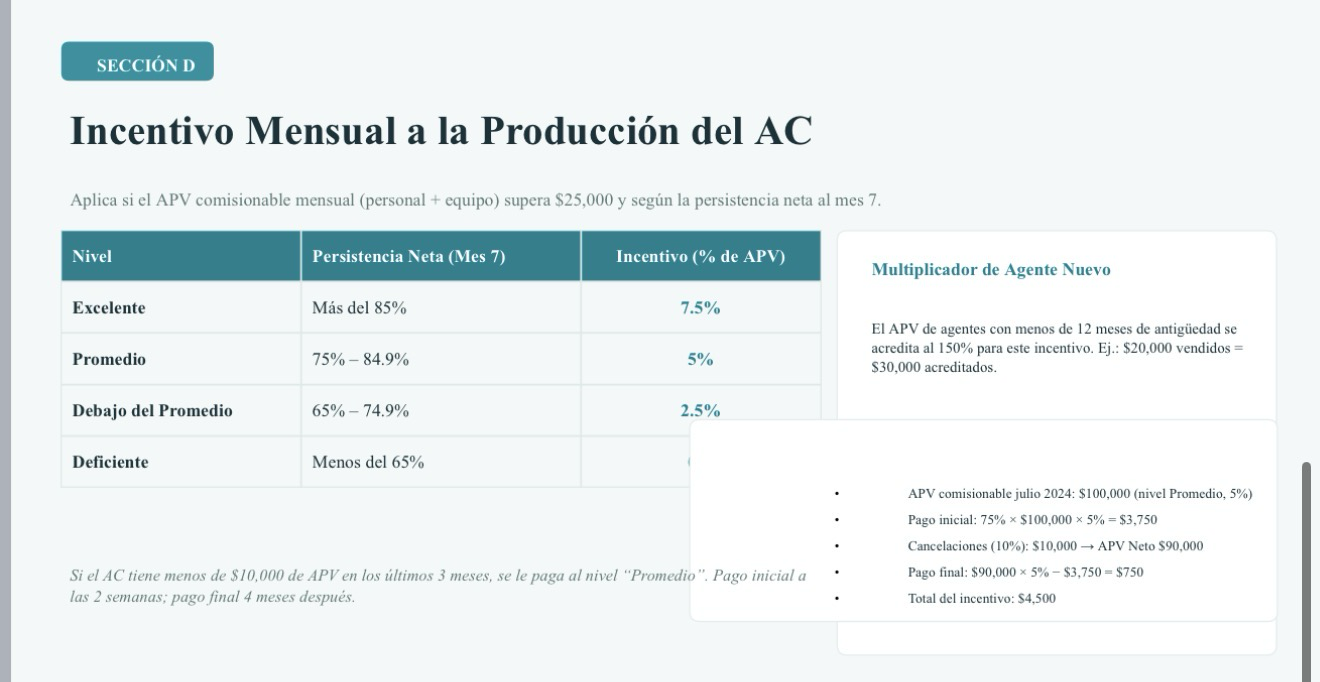 SECCIÓN D
Incentivo Mensual a la Producción del AC
Aplica si el APV comisionable mensual (personal + equipo) supera $25,000 y según la persistencia neta al mes 7.
Nivel Persistencia Neta (Mes 7) Incentivo (% de APV)
Excelente Más del 85% 7.5%
Promedio 75% – 84.9% 5%
Debajo del Promedio 65% – 74.9% 2.5%
Deficiente Menos del 65%
Si el AC tiene menos de $10,000 de APV en los últimos 3 meses, se le paga al nivel “Promedio”. Pago inicial a
las 2 semanas; pago final 4 meses después.
Multiplicador de Agente Nuevo
El APV de agentes con menos de 12 meses de antigüedad se
acredita al 150% para este incentivo. Ej.: $20,000 vendidos =
$30,000 acreditados.
• APV comisionable julio 2024: $100,000 (nivel Promedio, 5%)
• Pago inicial: 75% × $100,000 × 5% = $3,750
• Cancelaciones (10%): $10,000 → APV Neto $90,000
• Pago final: $90,000 × 5% − $3,750 = $750
• Total del incentivo: $4,500